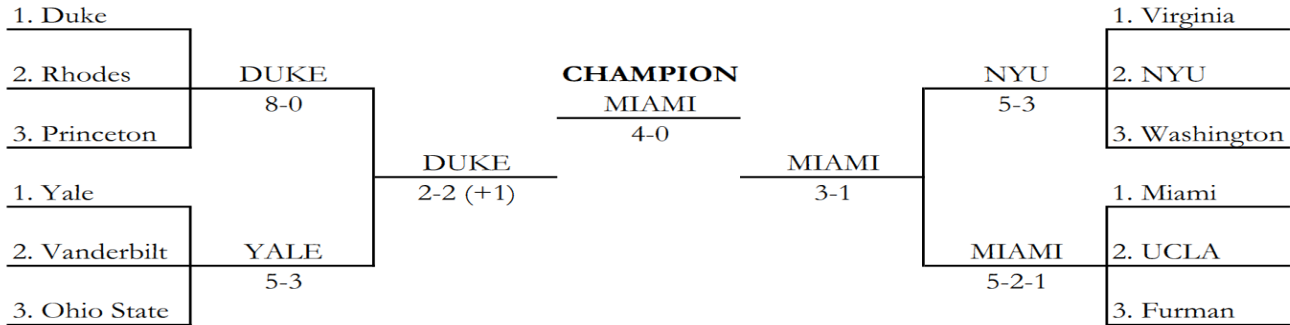 1. Duke
2. Rhodes
3. Princeton
DUKE
8-0
1. Yale
2. Vanderbilt
3. Ohio State
YALE
5-3
DUKE
2-2 (+1)
CHAMPION
MIAMI
4-0
MIAMI
3-1
NYU
5-3
1. Virginia
2. NYU
3. Washington
MIAMI
5-2-1
1. Miami
2. UCLA
3. Furman